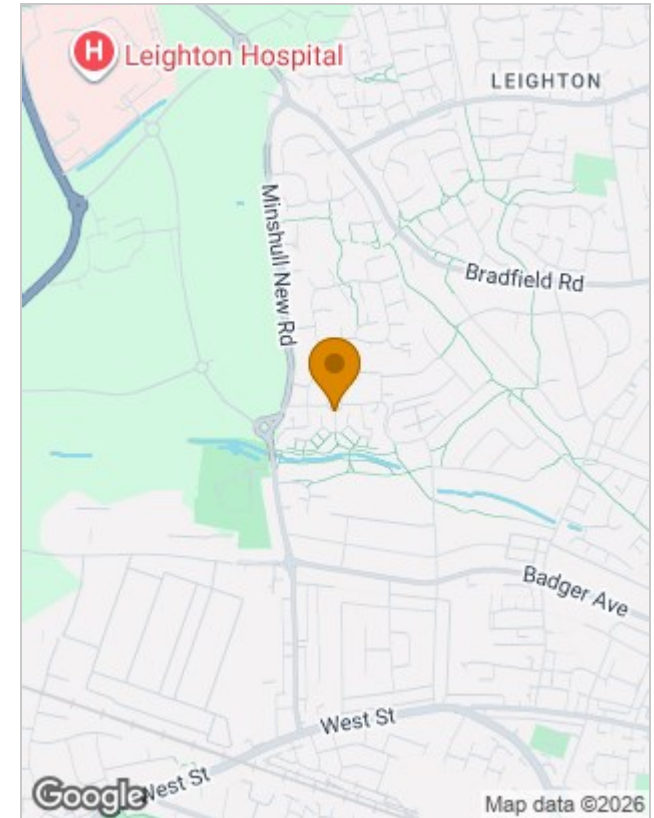 H
Leighton Hospital
LEIGHTON
Minshull New Rd
Bradfield Rd
Badger Ave
West St
West St
Google
Map data ©2026